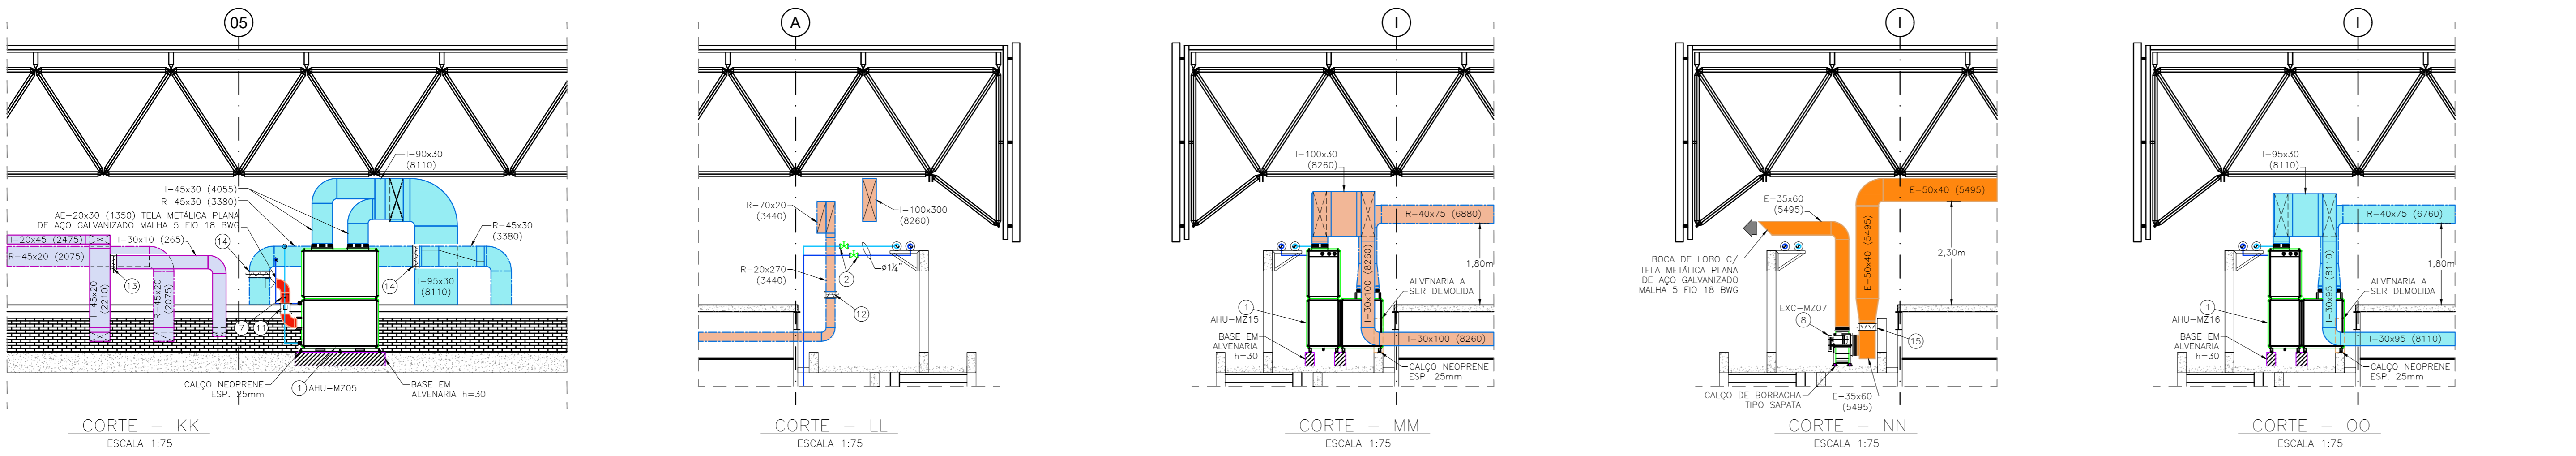 05
I-90x30
(8110)
I-45x30 (4055)
R-45x30 (3380)
AE-20x30 (1350) TELA METÁLICA PLANA
DE AÇO GALVANIZADO MALHA 5 FIO 18 BWG
I-20x45 (2475)
I-30x10 (265)
14
R-45x30
(3380)
R-45x20 (2075)
13
I-45x20
(2210)
R-45x20
(2075)
14
I-95x30
(8110)
7
11
CALÇO NEOPRENE
ESP. 25mm
1
AHU-MZ05
BASE EM
ALVENARIA h=30
CORTE - KK
ESCALA 1:75
A
R-70x20
(3440)
I-100x300
(8260)
2
ø1¼"
R-20x270
(3440)
12
CORTE - LL
ESCALA 1:75
I
I-100x30
(8260)
R-40x75 (6880)
1,80m
I-30x100 (8260)
ALVENARIA A
SER DEMOLIDA
1
AHU-MZ15
BASE EM
ALVENARIA
h=30
I-30x100 (8260)
CALÇO NEOPRENE
ESP. 25mm
CORTE - MM
ESCALA 1:75
I
E-50x40 (5495)
E-35x60
(5495)
E-50x40 (5495)
2,30m
BOCA DE LOBO C/
TELA METÁLICA PLANA
DE AÇO GALVANIZADO
MALHA 5 FIO 18 BWG
EXC-MZ07
8
15
CALÇO DE BORRACHA
TIPO SAPATA
E-35x60
(5495)
CORTE - NN
ESCALA 1:75
I
I-95x30
(8110)
R-40x75 (6760)
1,80m
I-30x95 (8110)
ALVENARIA A
SER DEMOLIDA
1
AHU-MZ16
BASE EM
ALVENARIA
h=30
I-30x95 (8110)
CALÇO NEOPRENE
ESP. 25mm
CORTE - OO
ESCALA 1:75